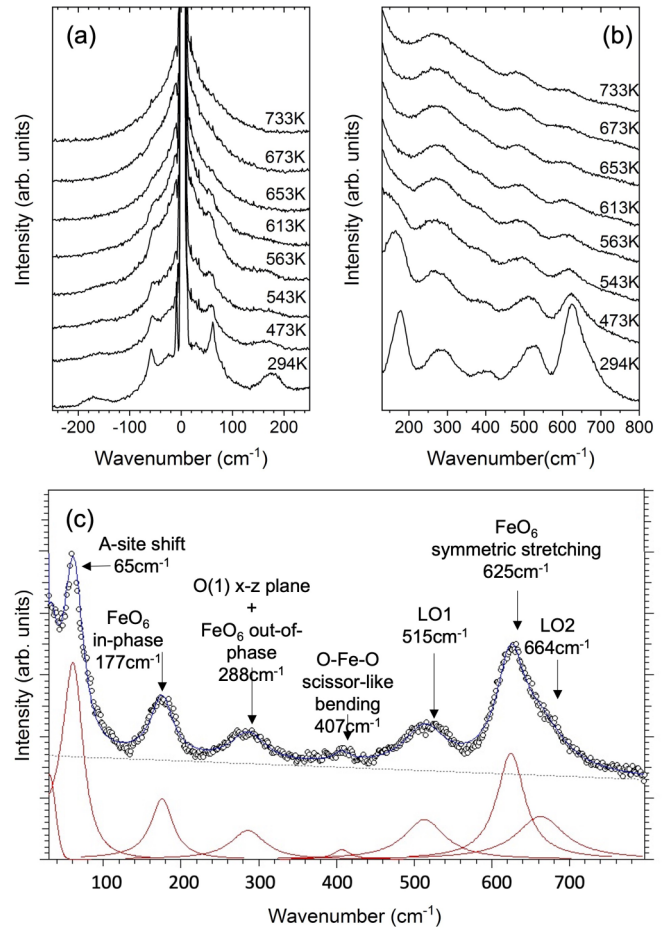 (a)
Intensity (arb. units)
733K
673K
653K
613K
563K
543K
473K
294K
-200 -100 0 100 200
Wavenumber (cm-1)
(b)
Intensity (arb. units)
733K
673K
653K
613K
563K
543K
473K
294K
200 300 400 500 600 700 800
Wavenumber(cm-1)
(c)
Intensity (arb. units)
A-site shift
65cm-1
FeO6
in-phase
177cm-1
O(1) x-z plane
+
FeO6 out-of-
phase
288cm-1
O-Fe-O
scissor-like
bending
407cm-1
LO1
515cm-1
FeO6
symmetric stretching
625cm-1
LO2
664cm-1
100 200 300 400 500 600 700
Wavenumber (cm-1)